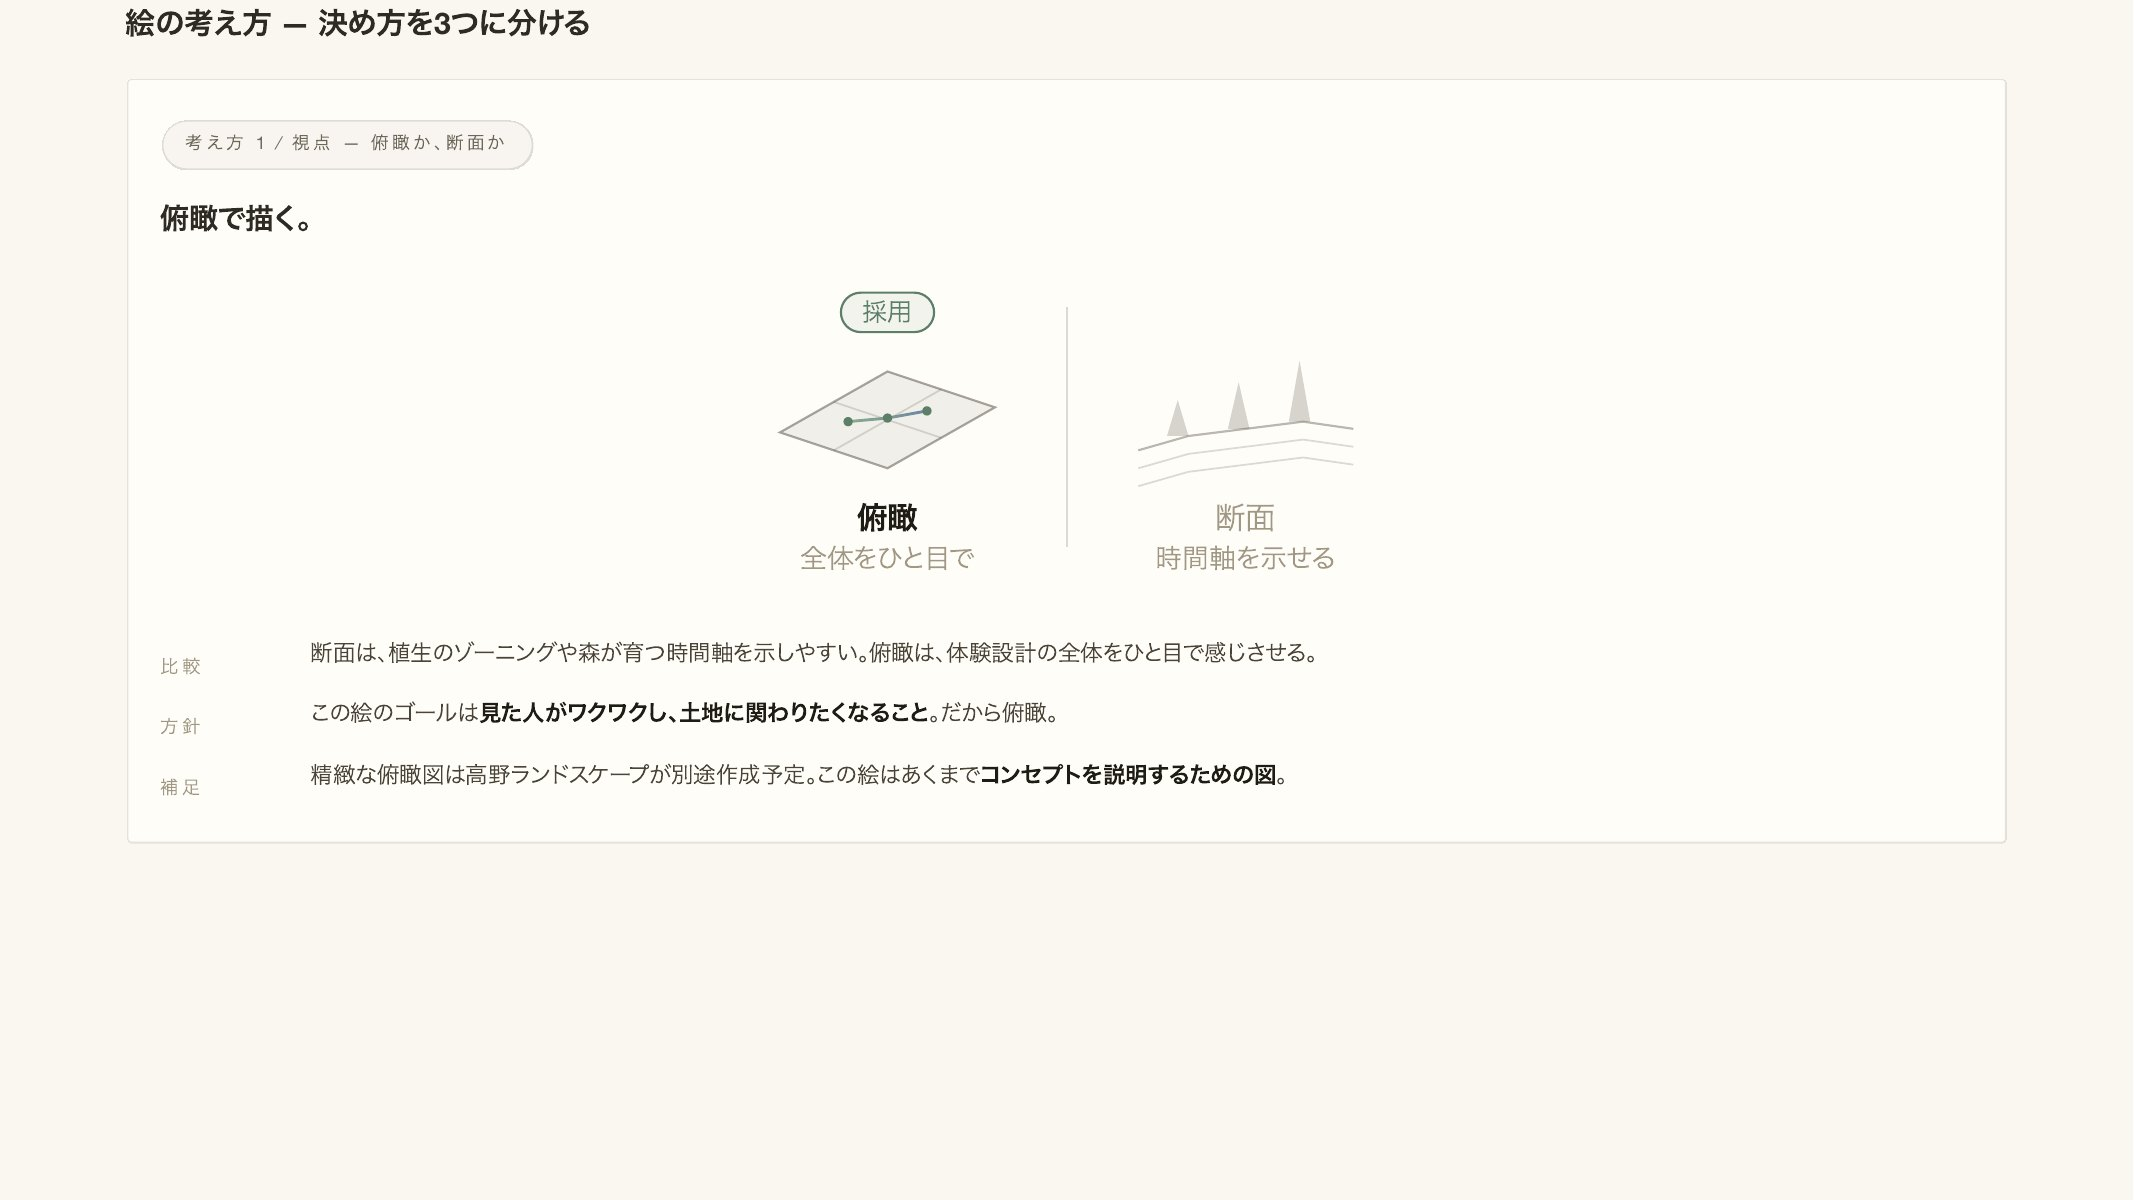 絵の考え方 — 決め方を3つに分ける
考え方 1 / 視点 — 俯瞰か、断面か
俯瞰で描く。
採用
俯瞰
全体をひと目で
断面
時間軸を示せる
比較
断面は、植生のゾーニングや森が育つ時間軸を示しやすい。俯瞰は、体験設計の全体をひと目で感じさせる。
方針
この絵のゴールは見た人がワクワクし、土地に関わりたくなること。だから俯瞰。
補足
精緻な俯瞰図は高野ランドスケープが別途作成予定。この絵はあくまでコンセプトを説明するための図。